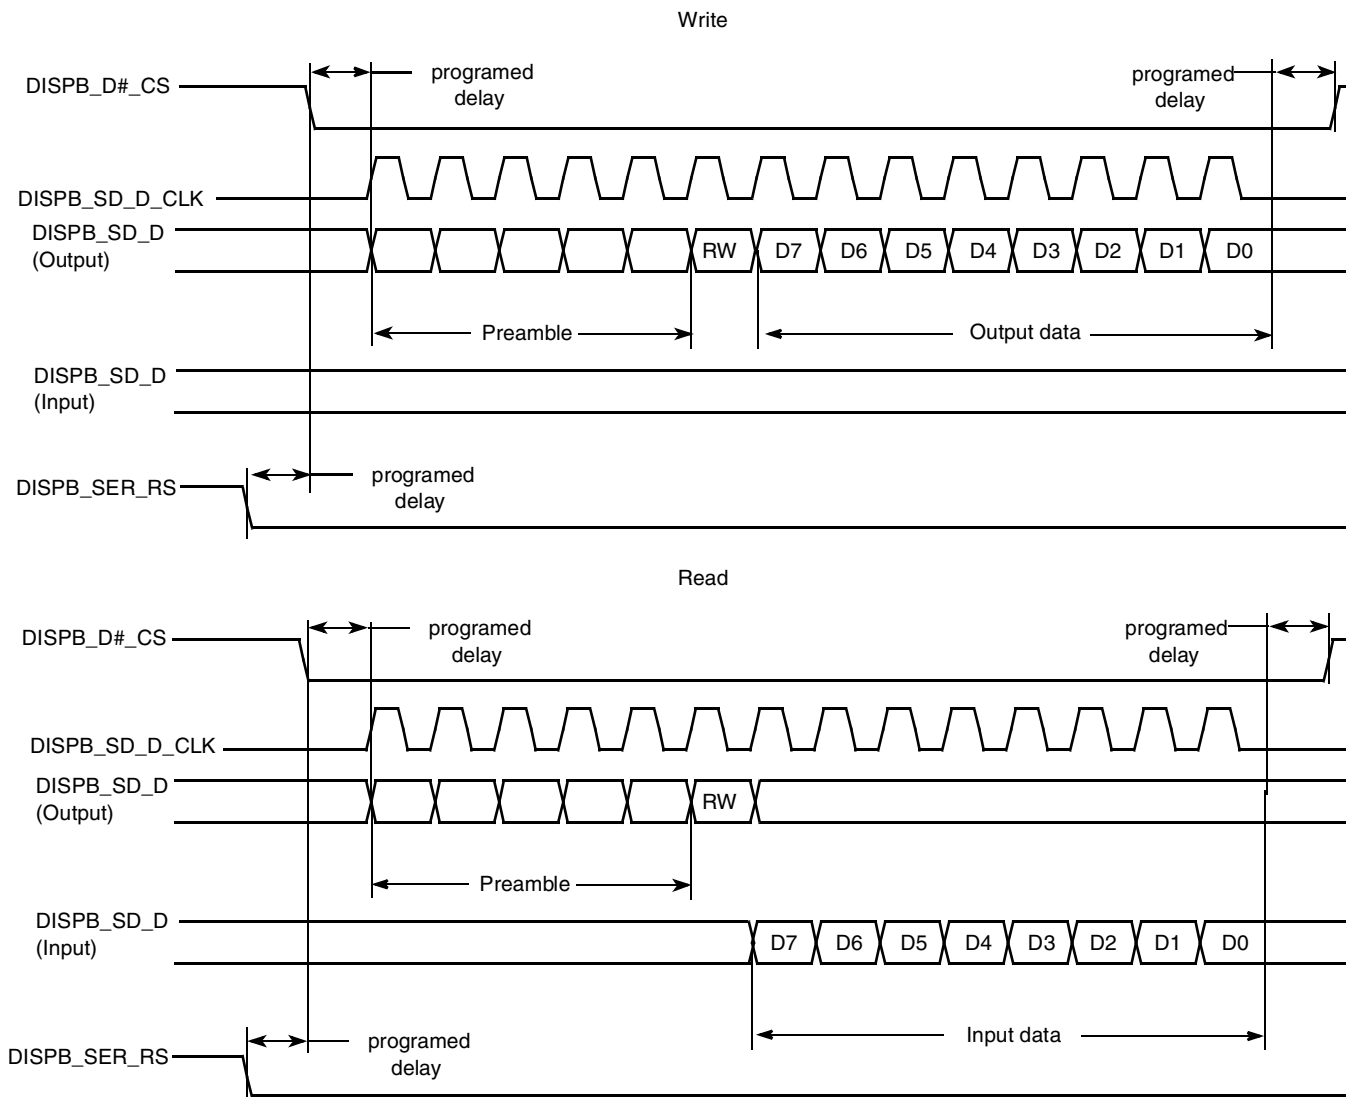 Write
DISPB_D#_CS
programed
delay
programed
delay
DISPB_SD_D_CLK
DISPB_SD_D
(Output)
RW D7 D6 D5 D4 D3 D2 D1 D0
Preamble
Output data
DISPB_SD_D
(Input)
DISPB_SER_RS
programed
delay
Read
DISPB_D#_CS
programed
delay
programed
delay
DISPB_SD_D_CLK
DISPB_SD_D
(Output)
RW
Preamble
DISPB_SD_D
(Input)
D7 D6 D5 D4 D3 D2 D1 D0
Input data
DISPB_SER_RS
programed
delay